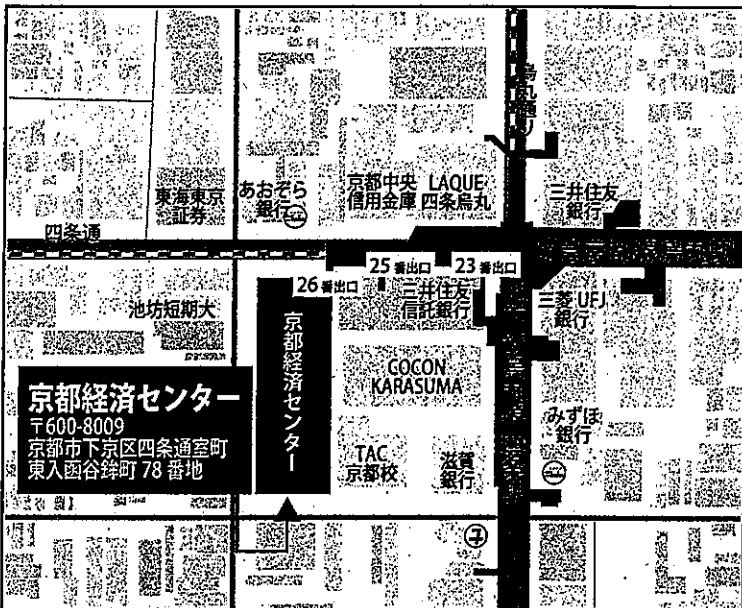 烏丸通り
京都中央
信用金庫
LAQUE
四条烏丸
東海東京
証券
あおぞら
銀行
三井住友
銀行
四条通
26番出口
25番出口
23番出口
三井住友
信託銀行
三菱UFJ
銀行
池坊短期大
京都経済センター
COCON
KARASUMA
京都経済センター
〒600-8009
京都市下京区四条通室町
東入函谷鉾町 78 番地
みずほ
銀行
TAC
京都校
滋賀
銀行